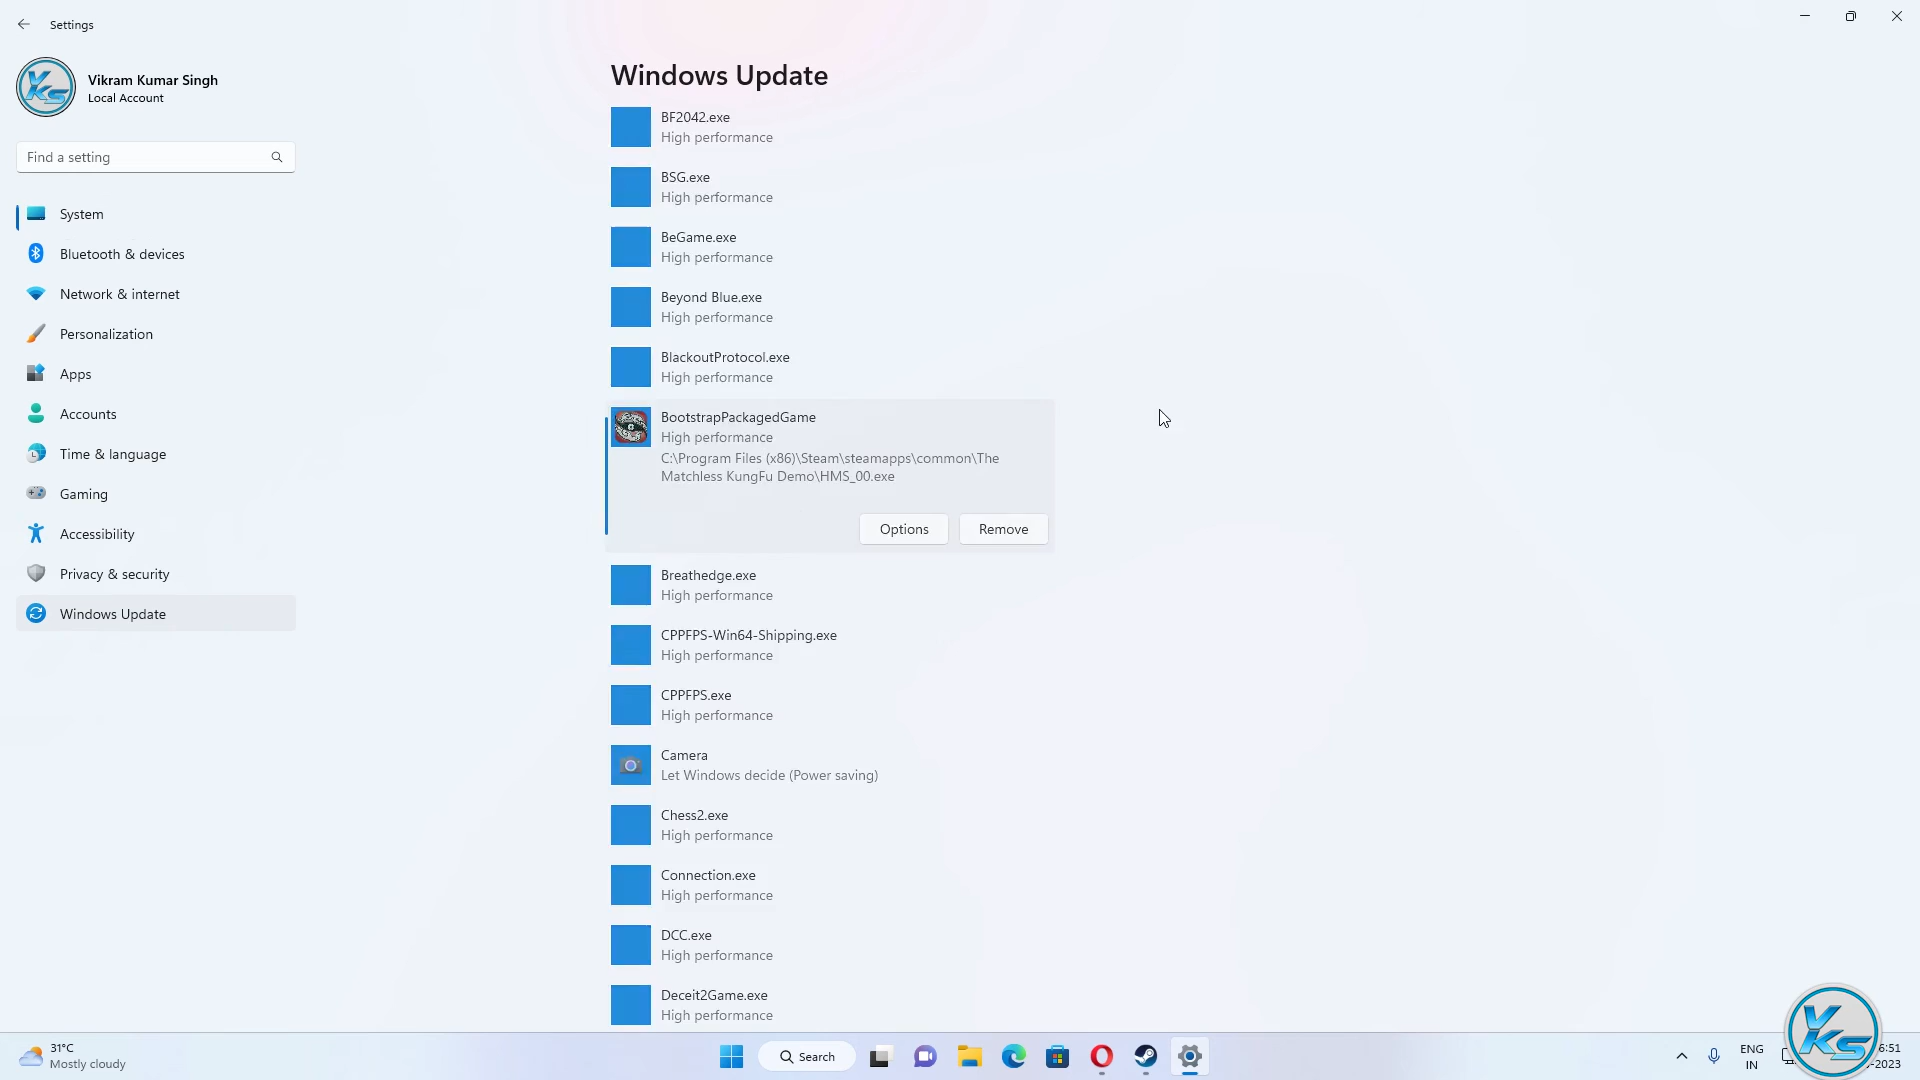 Settings
Vikram Kumar Singh
Local Account
Find a setting
System
Bluetooth & devices
Network & internet
Personalization
Apps
Accounts
Time & language
Gaming
Accessibility
Privacy & security
Windows Update
Windows Update
BF2042.exe
High performance
BSG.exe
High performance
BeGame.exe
High performance
Beyond Blue.exe
High performance
BlackoutProtocol.exe
High performance
BootstrapPackagedGame
High performance
C:\Program Files (x86)\Steam\steamapps\common\The
Matchless KungFu Demo\HMS_00.exe
Options
Remove
Breathedge.exe
High performance
CPPFPS-Win64-Shipping.exe
High performance
CPPFPS.exe
High performance
Camera
Let Windows decide (Power saving)
Chess2.exe
High performance
Connection.exe
High performance
DCC.exe
High performance
Deceit2Game.exe
High performance
31°C
Mostly cloudy
Search
ENG
IN
6:51
-2023
YKS
YKS